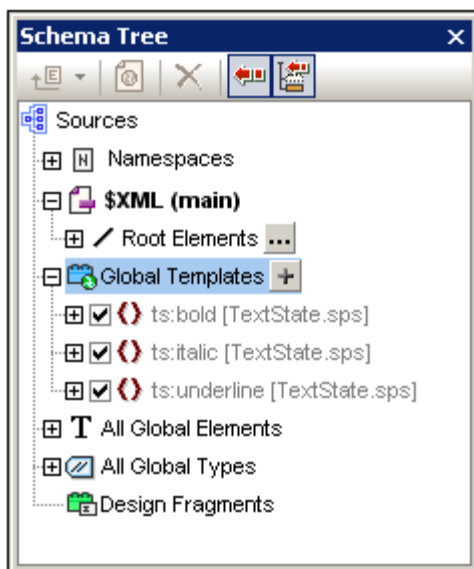 Schema Tree
Sources
Namespaces
$XML (main)
Root Elements ...
Global Templates
ts:bold [TextState.sps]
ts:italic [TextState.sps]
ts:underline [TextState.sps]
T All Global Elements
All Global Types
Design Fragments